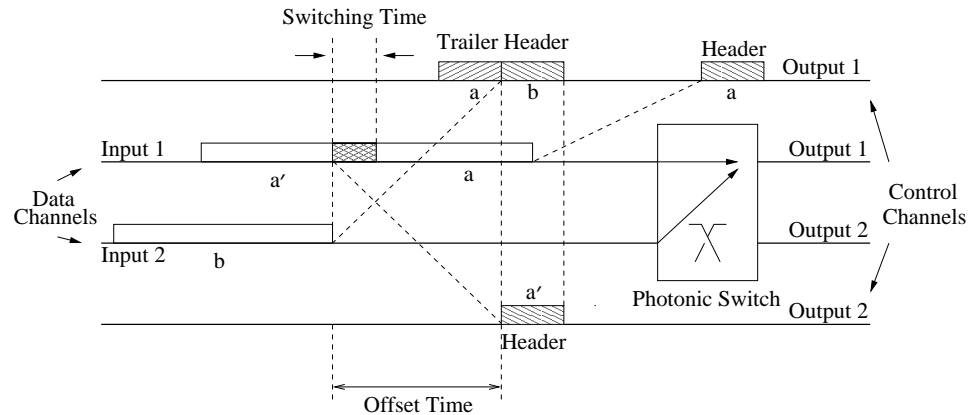 Switching Time
Trailer Header
Header
a
b
a
Output 1
Input 1
a′
a
Output 1
Data
Channels
Control
Channels
Input 2
b
Output 2
a′
Photonic Switch
Output 2
Header
Offset Time